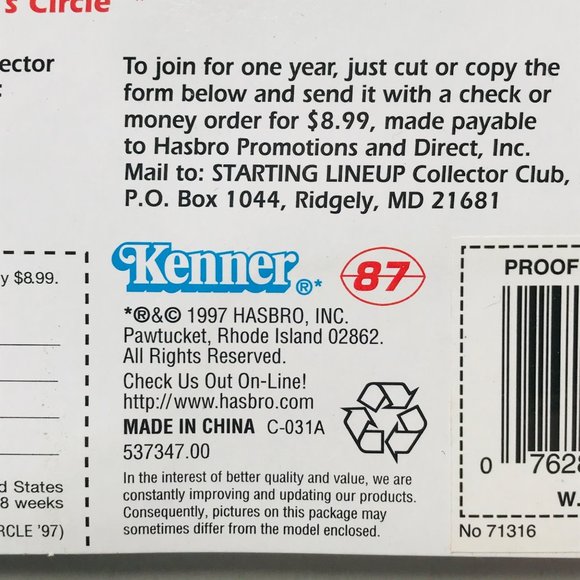 's Circle ™
ector
:
To join for one year, just cut or copy the
form below and send it with a check or
money order for $8.99, made payable
to Hasbro Promotions and Direct, Inc.
Mail to: STARTING LINEUP Collector Club,
P.O. Box 1044, Ridgely, MD 21681
y $8.99.
d States
8 weeks
RCLE '97)
Kenner ®*
87
*®&© 1997 HASBRO, INC.
Pawtucket, Rhode Island 02862.
All Rights Reserved.
Check Us Out On-Line!
http://www.hasbro.com
MADE IN CHINA C-031A
537347.00
In the interest of better quality and value, we are
constantly improving and updating our products.
Consequently, pictures on this package may
sometimes differ from the model enclosed.
PROOF
0 7628
W.
No 71316